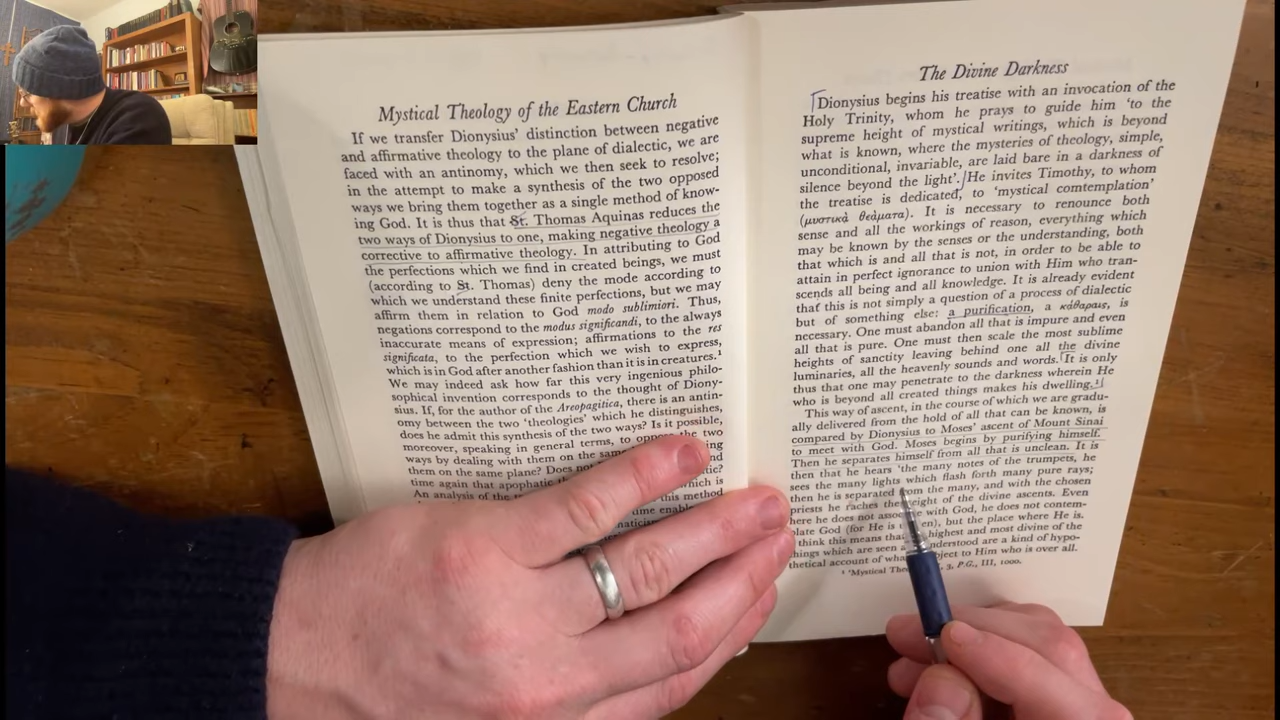 Mystical Theology of the Eastern Church
If we transfer Dionysius' distinction between negative
and affirmative theology to the plane of dialectic, we are
faced with an antinomy, which we then seek to resolve;
in the attempt to make a synthesis of the two opposed
ways we bring them together as a single method of know-
ing God. It is thus that St. Thomas Aquinas reduces the
two ways of Dionysius to one, making negative theology a
corrective to affirmative theology. In attributing to God
the perfections which we find in created beings, we must
(according to St. Thomas) deny the mode according to
which we understand these finite perfections, but we may
affirm them in relation to God modo sublimiori. Thus,
negations correspond to the modus significandi, to the always
inaccurate means of expression; affirmations to the res
significata, to the perfection which we wish to express,
which is in God after another fashion than it is in creatures.¹
We may indeed ask how far this very ingenious philo-
sophical invention corresponds to the thought of Diony-
sius. If, for the author of the Areopagitica, there is an antin-
omy between the two 'theologies' which he distinguishes,
does he admit this synthesis of the two ways? Is it possible,
moreover, speaking in general terms, to the two
ways by dealing with them on the same
them on the same plane? Does not
time again that apophatic which is
An analysis of the this method
time
The Divine Darkness
Dionysius begins his treatise with an invocation of the
Holy Trinity, whom he prays to guide him 'to the
supreme height of mystical writings, which is beyond
what is known, where the mysteries of theology, simple,
unconditional, invariable, are laid bare in a darkness of
silence beyond the light'. He invites Timothy, to whom
the treatise is dedicated, to 'mystical comtemplation'
(μυστικὰ θεάματα). It is necessary to renounce both
sense and all the workings of reason, everything which
may be known by the senses or the understanding, both
that which is and all that is not, in order to be able to
attain in perfect ignorance to union with Him who tran-
scends all being and all knowledge. It is already evident
that this is not simply a question of a process of dialectic
but of something else: a purification, a κάθαρσις, is
necessary. One must abandon all that is impure and even
all that is pure. One must then scale the most sublime
heights of sanctity leaving behind one all the divine
luminaries, all the heavenly sounds and words. It is only
thus that one may penetrate to the darkness wherein He
who is beyond all created things makes his dwelling.¹
This way of ascent, in the course of which we are gradu-
ally delivered from the hold of all that can be known, is
compared by Dionysius to Moses' ascent of Mount Sinai
to meet with God. Moses begins by purifying himself.
Then he separates himself from all that is unclean. It is
then that he hears 'the many notes of the trumpets, he
sees the many lights which flash forth many pure rays;
then he is separated from the many, and with the chosen
priests he raches the height of the divine ascents. Even
here he does not associate with God, he does not contem-
plate God (for He is), but the place where He is.
I think this means that highest and most divine of the
things which are seen understood are a kind of hypo-
thetical account of what to Him who is over all.
¹ 'Mystical 3, P.G., III, 1000.